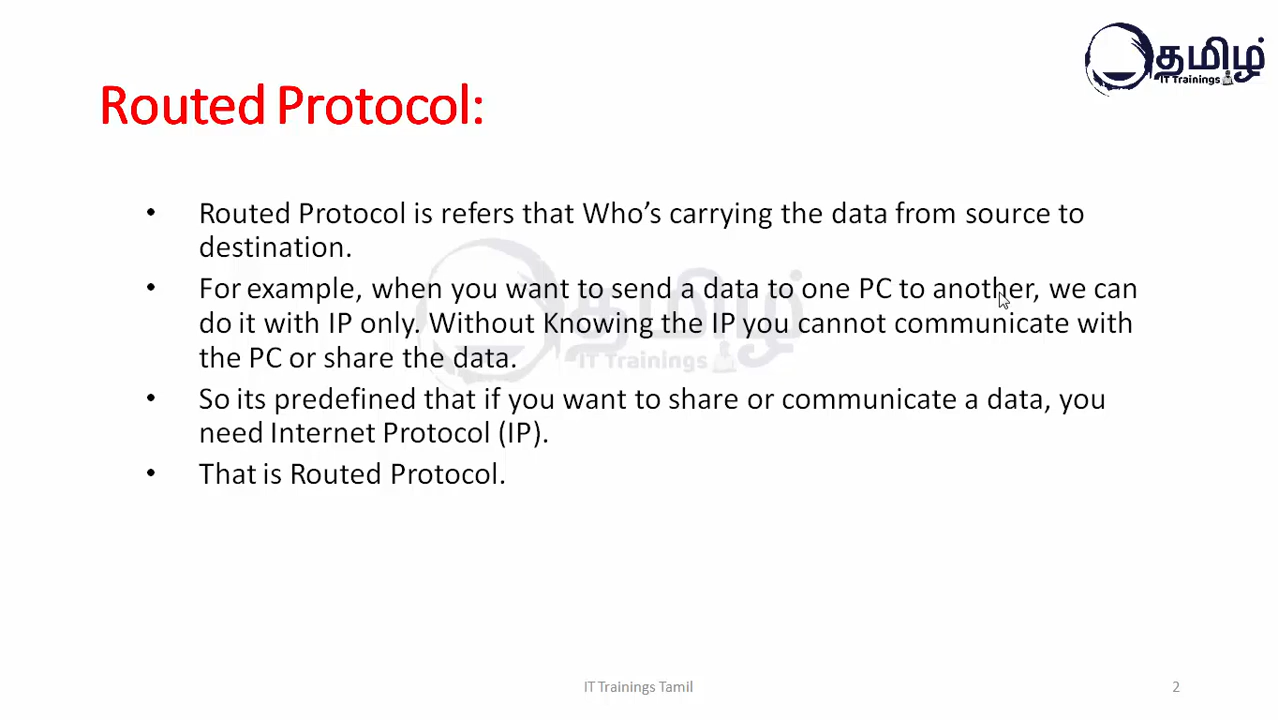 தமிழ்
IT Trainings
Routed Protocol:
• Routed Protocol is refers that Who’s carrying the data from source to
destination.
• For example, when you want to send a data to one PC to another, we can
do it with IP only. Without Knowing the IP you cannot communicate with
the PC or share the data.
• So its predefined that if you want to share or communicate a data, you
need Internet Protocol (IP).
• That is Routed Protocol.
தமிழ்
IT Trainings
IT Trainings Tamil
2